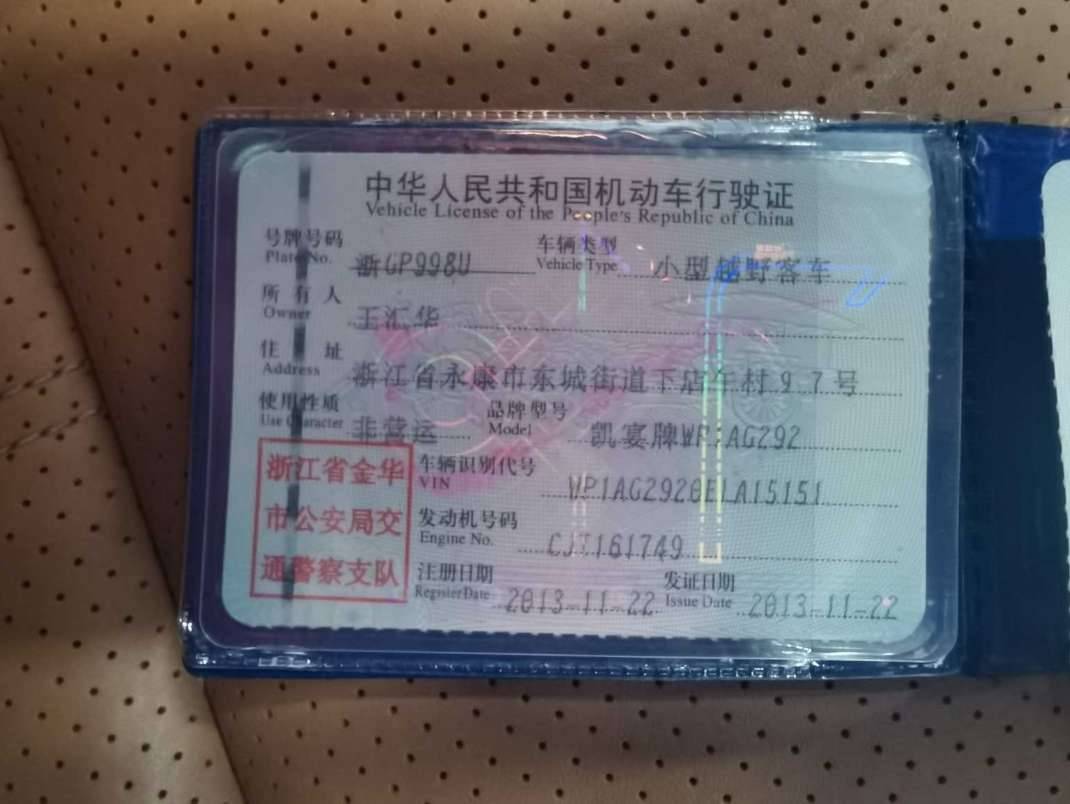 中华人民共和国机动车行驶证
Vehicle License of the People's Republic of China
号牌号码 浙GP998U 车辆类型 小型越野客车
Plate No. Vehicle Type
所有人 王汇华
Owner
住址 浙江省永康市东城街道下店午村97号
Address
使用性质 非营运 品牌型号 凯宴牌WP1AG292
Use Character Model
浙江省金华
市公安局交
通警察支队
车辆识别代号 WP1AG2920ELA15151
VIN
发动机号码 CJT161749
Engine No.
注册日期 2013-11-22 发证日期 2013-11-22
Register Date Issue Date